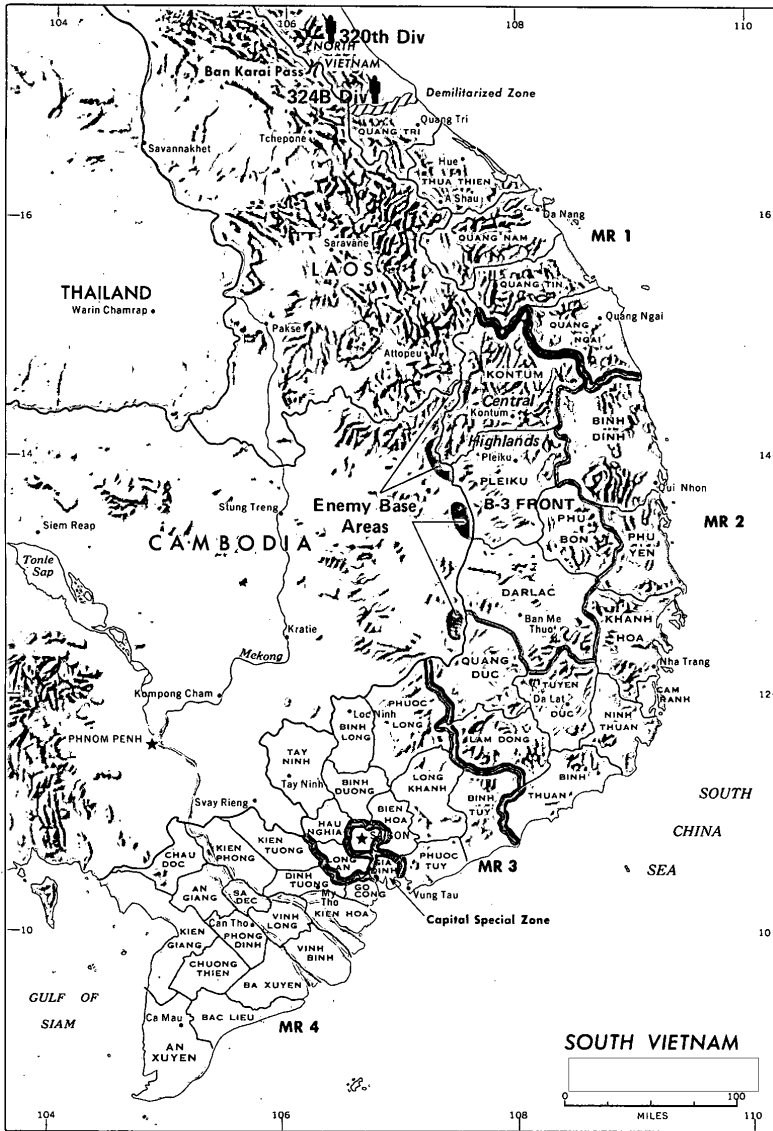 104
106
108
110
320th Div
NORTH
VIETNAM
Ban Karai Pass
324B Div
Demilitarized Zone
Quang Tri
QUANG TRI
Tchepone
Savannakhet
Hue
THUA THIEN
A Shau
16
16
Da Nang
MR 1
QUANG NAM
Saravane
LAOS
QUANG TIN
THAILAND
Warin Chamrap
Quang Ngai
QUANG
NGAI
Pakse
Attopeu
KONTUM
Central
Kontum
Highlands
BINH
DINH
14
14
Pleiku
PLEIKU
Qui Nhon
Enemy Base
Areas
B-3 FRONT
Stung Treng
Siem Reap
PHU
BON
PHU
YEN
MR 2
CAMBODIA
Tonle
Sap
DARLAC
Ban Me
Thuot
KHANH
HOA
Kratie
Mekong
QUANG
DUC
Nha Trang
12
12
Kompong Cham
PHUOC
LONG
TUYEN
DUC
Da Lat
CAM
RANH
Loc Ninh
BINH
LONG
NINH
THUAN
LAM DONG
PHNOM PENH
TAY
NINH
Tay Ninh
BINH
DUONG
LONG
KHANH
BINH
TUY
BINH
THUAN
Svay Rieng
HAU
NGHIA
BIEN
HOA
SAIGON
SOUTH
CHINA
SEA
CHAU
DOC
KIEN
PHONG
KIEN
TUONG
LONG
AN
GIA
DINH
PHUOC
TUY
MR 3
DINH
TUONG
My
Tho
GO
CONG
Vung Tau
AN
GIANG
SA
DEC
KIEN HOA
Capital Special Zone
10
10
VINH
LONG
Can Tho
PHONG
DINH
KIEN
GIANG
VINH
BINH
CHUONG
THIEN
BA XUYEN
GULF OF
SIAM
Ca Mau
BAC LIEU
MR 4
AN
XUYEN
SOUTH VIETNAM
0
100
MILES
104
106
108
110